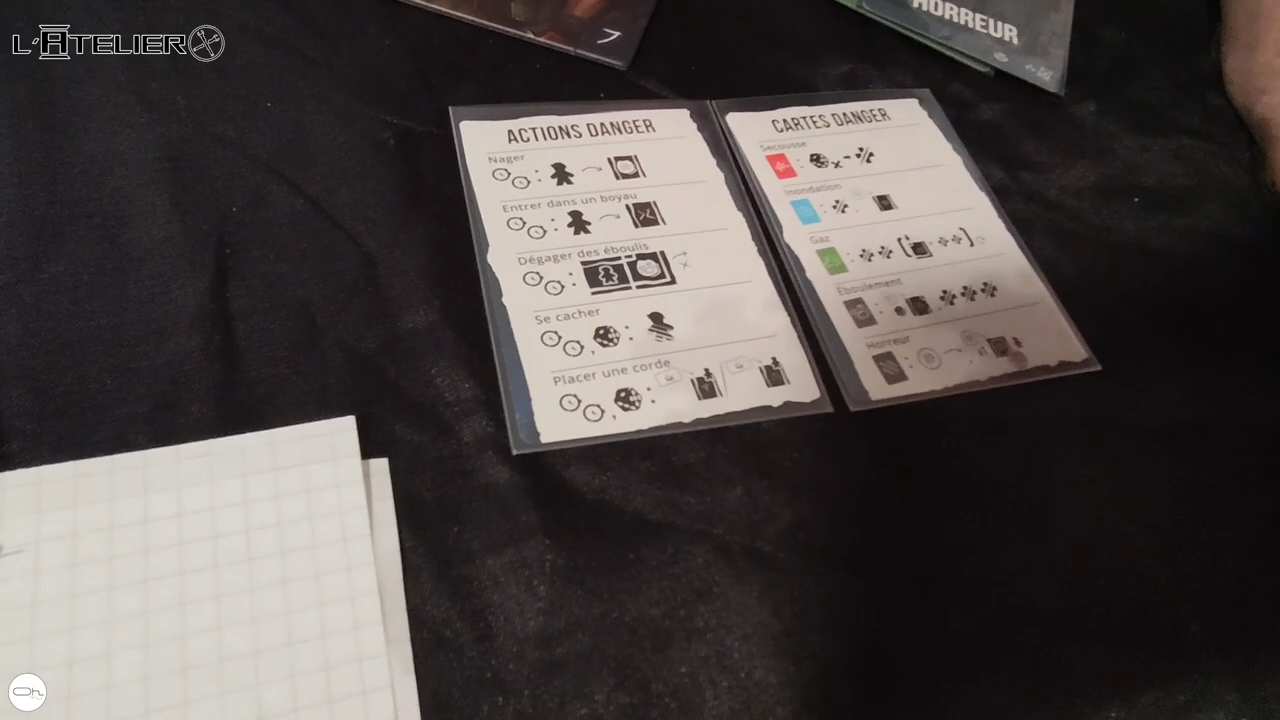 L'ATELIER
HORREUR
ACTIONS DANGER
Nager
Entrer dans un boyau
Dégager des éboulis
Se cacher
Placer une corde
CARTES DANGER
Secousse
Inondation
Gaz
Éboulement
Horreur